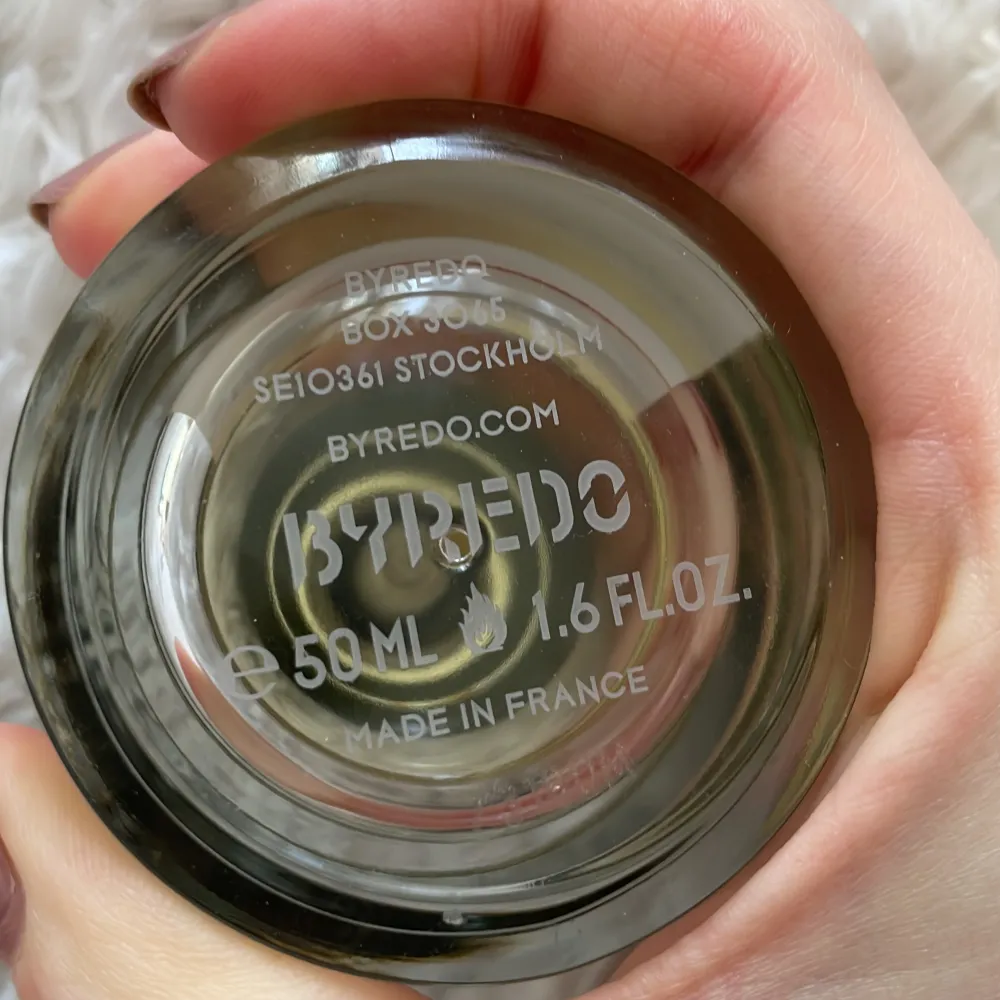 BYREDO
BOX 3065
SE10361 STOCKHOLM
BYREDO.COM
BYREDO
e 50 ML 1.6 FL.OZ.
MADE IN FRANCE